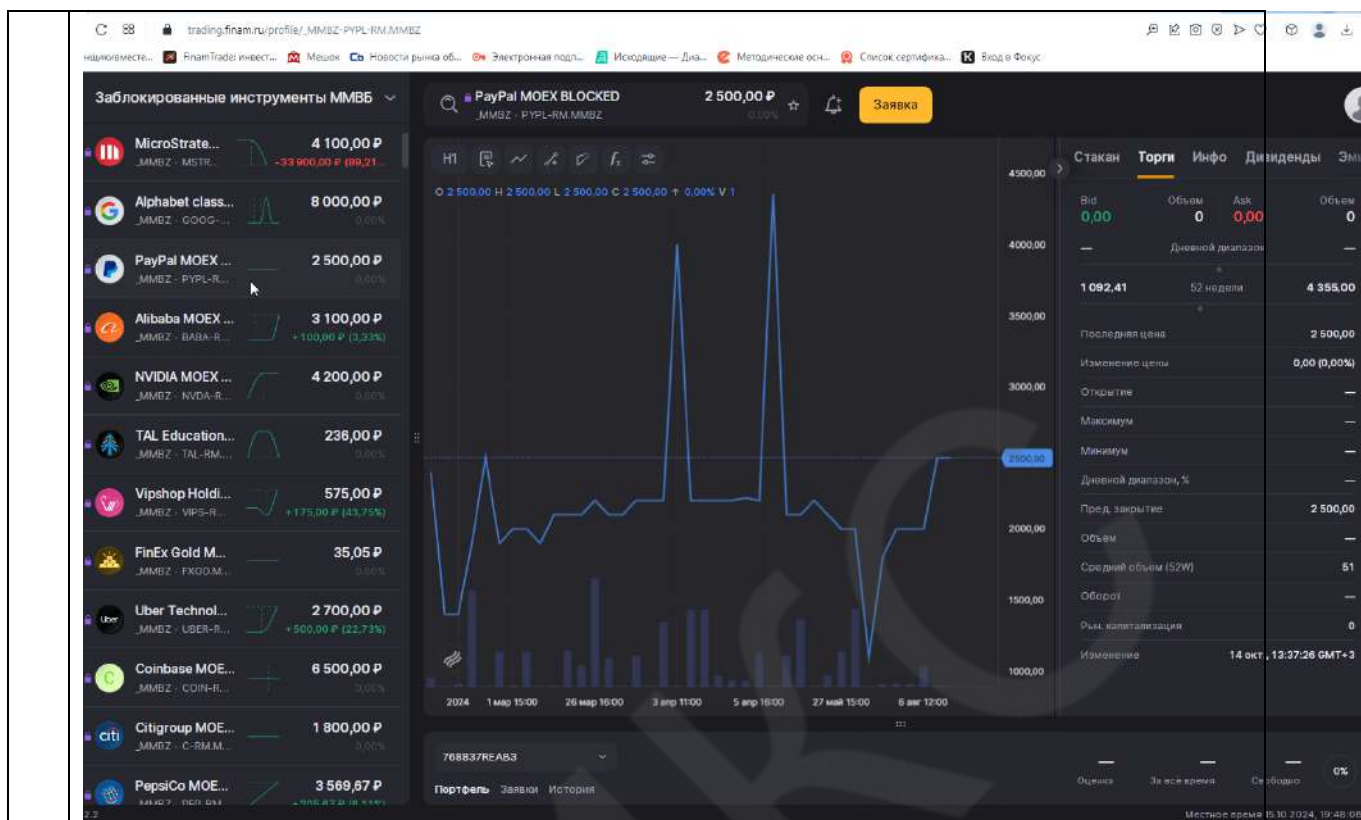 trading.finam.ru/profile/_MMBZ-PYPL-RM.MMBZ
нщикивместе... FinamTrade: инвест... Мешок Новости рынка об... Электронная подп... Исходящие — Диа... Методические осн... Список сертифика... Вход в Фокус
Заблокированные инструменты ММВБ
MicroStrate... 4 100,00 ₽
_MMBZ · MSTR... -33 900,00 ₽ (89,21...
Alphabet class... 8 000,00 ₽
_MMBZ · GOOG-... 0,00%
PayPal MOEX ... 2 500,00 ₽
_MMBZ · PYPL-R... 0,00%
Alibaba MOEX ... 3 100,00 ₽
_MMBZ · BABA-R... +100,00 ₽ (3,33%)
NVIDIA MOEX ... 4 200,00 ₽
_MMBZ · NVDA-R... 0,00%
TAL Education... 236,00 ₽
_MMBZ · TAL-RM.... 0,00%
Vipshop Holdi... 575,00 ₽
_MMBZ · VIPS-R... +175,00 ₽ (43,75%)
FinEx Gold M... 35,05 ₽
_MMBZ · FXGD.M... 0,00%
Uber Technol... 2 700,00 ₽
_MMBZ · UBER-R... +500,00 ₽ (22,73%)
Coinbase MOE... 6 500,00 ₽
_MMBZ · COIN-R... 0,00%
Citigroup MOE... 1 800,00 ₽
_MMBZ · C-RM.M... 0,00%
PepsiCo MOE... 3 569,67 ₽
PayPal MOEX BLOCKED 2 500,00 ₽
_MMBZ · PYPL-RM.MMBZ 0,00%
Заявка
H1
O 2 500,00 H 2 500,00 L 2 500,00 C 2 500,00 0,00% V 1
4500,00
4000,00
3500,00
3000,00
2500,00
2000,00
1500,00
1000,00
2024 1 мар 15:00 26 мар 16:00 3 апр 11:00 5 апр 16:00 27 май 15:00 6 авг 12:00
Стакан Торги Инфо Дивиденды Эми
Bid Объем Ask Объем
0,00 0 0,00 0
— Дневной диапазон —
1 092,41 52 недели 4 355,00
Последняя цена 2 500,00
Изменение цены 0,00 (0,00%)
Открытие —
Максимум —
Минимум —
Дневной диапазон, % —
Пред. закрытие 2 500,00
Объем —
Средний объем (52W) 51
Оборот —
Рын. капитализация 0
Изменение 14 окт., 13:37:26 GMT+3
768837REAB3
Портфель Заявки История
— — —
Оценка За все время Свободно 0%
Местное время 15.10.2024, 19:46:06